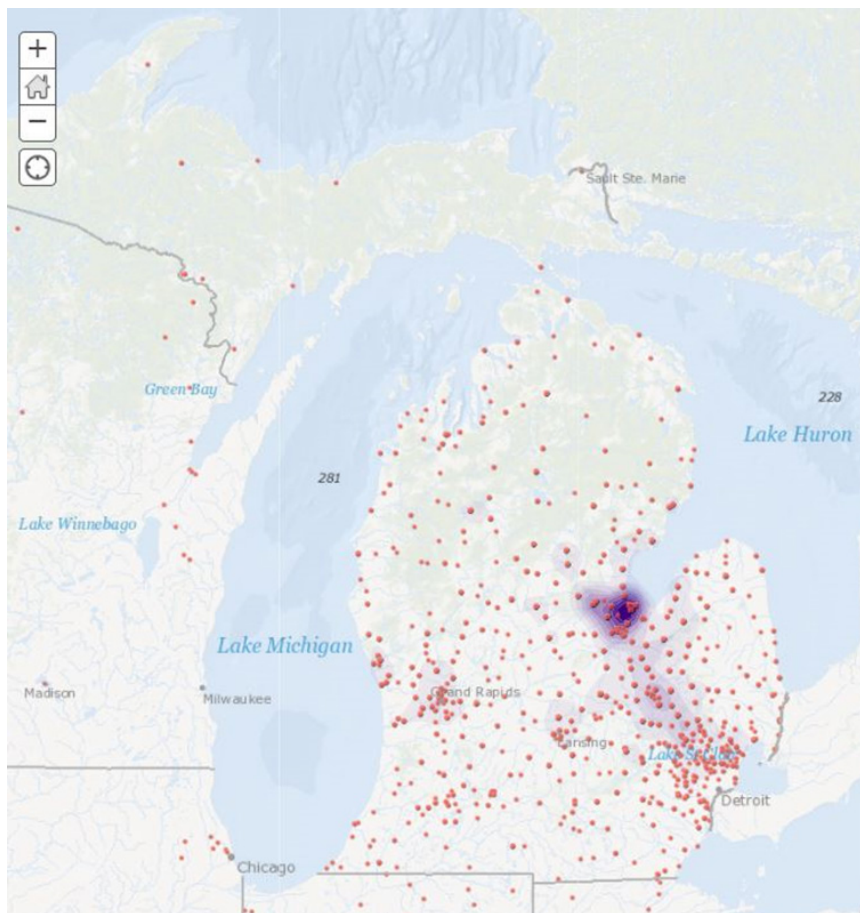 +
−
Sault Ste. Marie
Green Bay
228
Lake Huron
281
Lake Winnebago
Lake Michigan
Madison
Milwaukee
Grand Rapids
Lansing
Lake St Clair
Detroit
Chicago